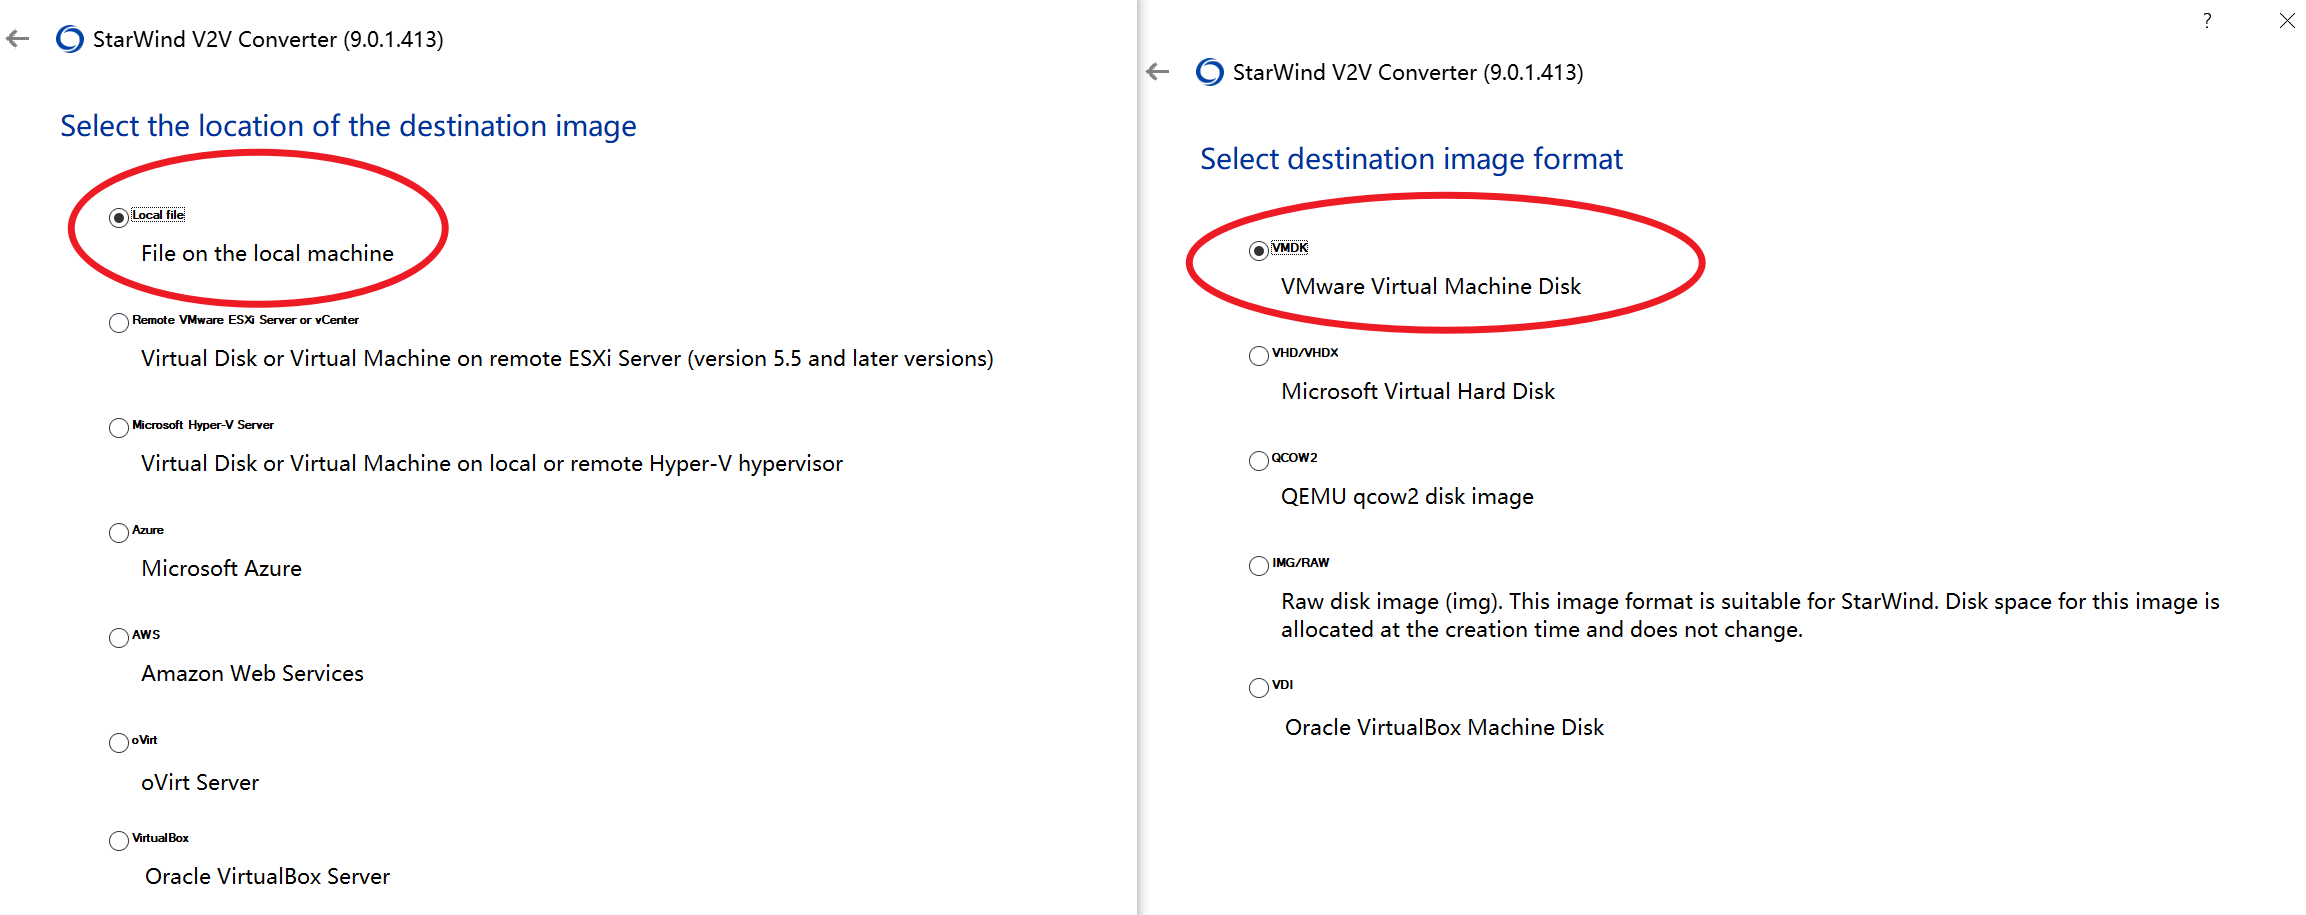 StarWind V2V Converter (9.0.1.413)
Select the location of the destination image
Local file
File on the local machine
Remote VMware ESXi Server or vCenter
Virtual Disk or Virtual Machine on remote ESXi Server (version 5.5 and later versions)
Microsoft Hyper-V Server
Virtual Disk or Virtual Machine on local or remote Hyper-V hypervisor
Azure
Microsoft Azure
AWS
Amazon Web Services
oVirt
oVirt Server
VirtualBox
Oracle VirtualBox Server
?
StarWind V2V Converter (9.0.1.413)
Select destination image format
VMDK
VMware Virtual Machine Disk
VHD/VHDX
Microsoft Virtual Hard Disk
QCOW2
QEMU qcow2 disk image
IMG/RAW
Raw disk image (img). This image format is suitable for StarWind. Disk space for this image is
allocated at the creation time and does not change.
VDI
Oracle VirtualBox Machine Disk